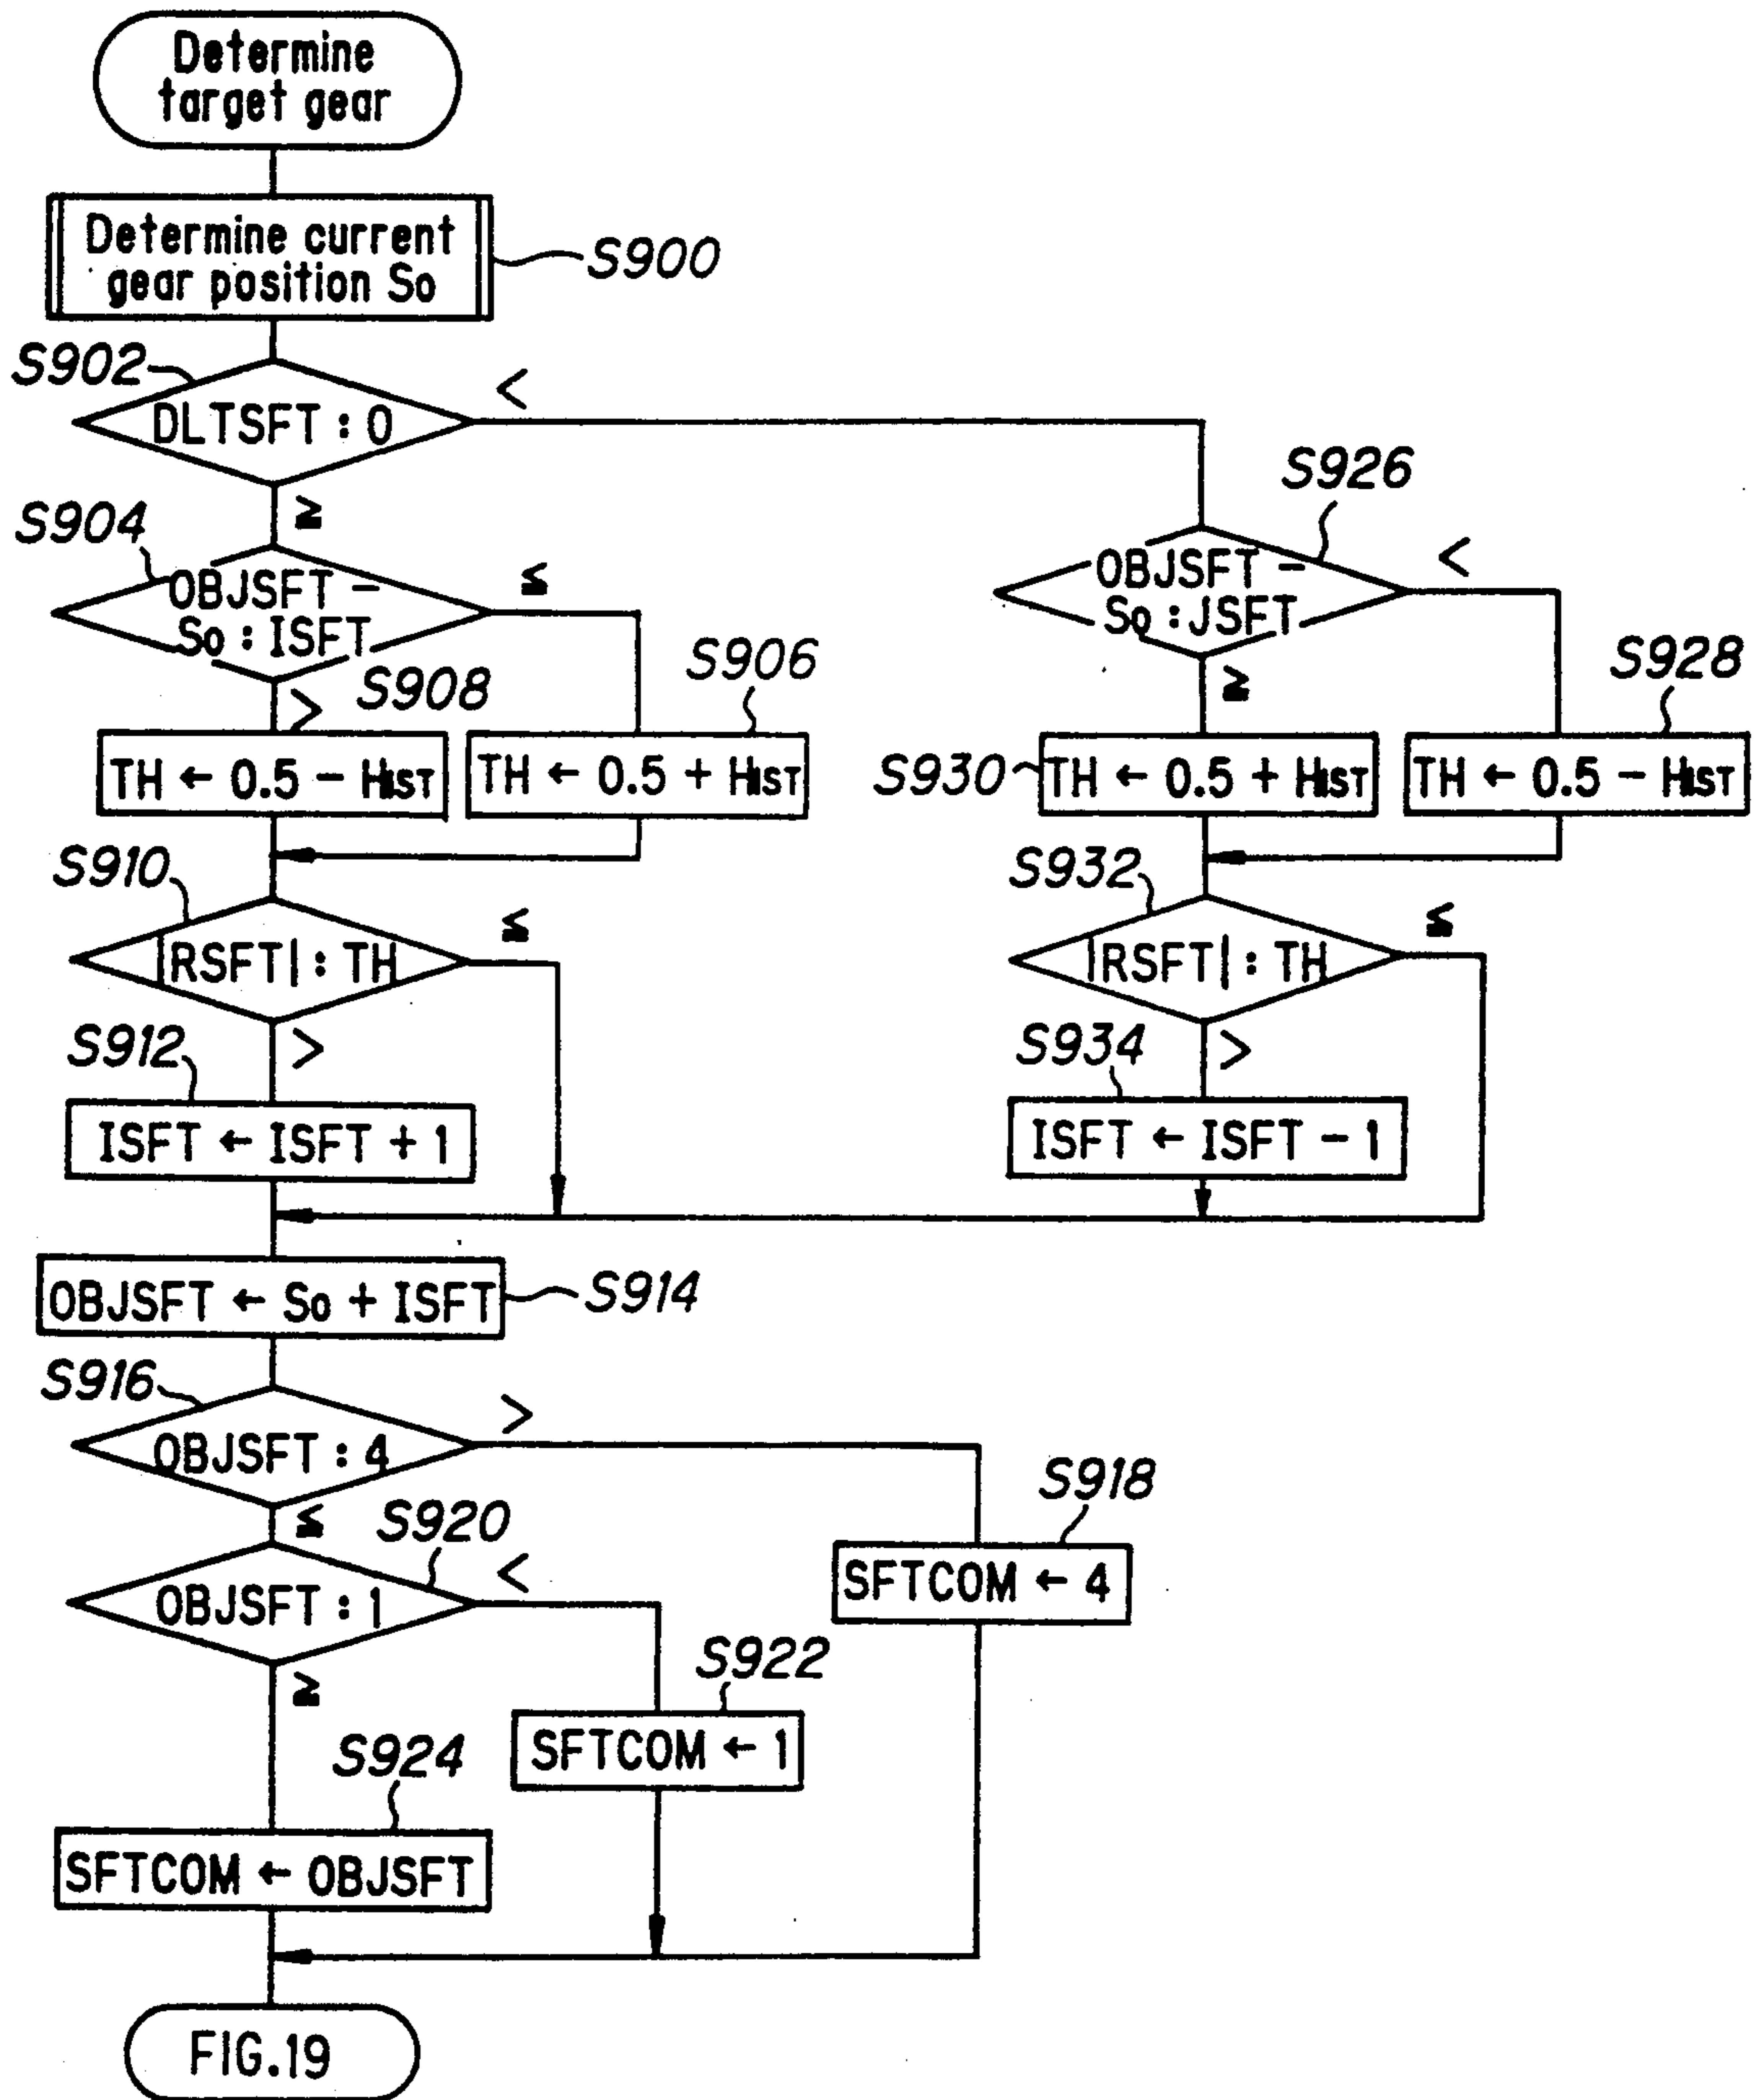 Determine
target gear
Determine current
gear position So
S900
S902
DLTSFT : 0
<
≧
S904
OBJSFT -
So : ISFT
≦
>
S926
OBJSFT -
So : JSFT
<
≧
S908
TH ← 0.5 - HIST
S906
TH ← 0.5 + HIST
S930
TH ← 0.5 + HIST
S928
TH ← 0.5 - HIST
S910
|RSFT| : TH
≦
>
S932
|RSFT| : TH
≦
>
S912
ISFT ← ISFT + 1
S934
ISFT ← ISFT - 1
OBJSFT ← So + ISFT
S914
S916
OBJSFT : 4
>
≦
S918
SFTCOM ← 4
S920
OBJSFT : 1
<
≧
S922
SFTCOM ← 1
S924
SFTCOM ← OBJSFT
FIG.19